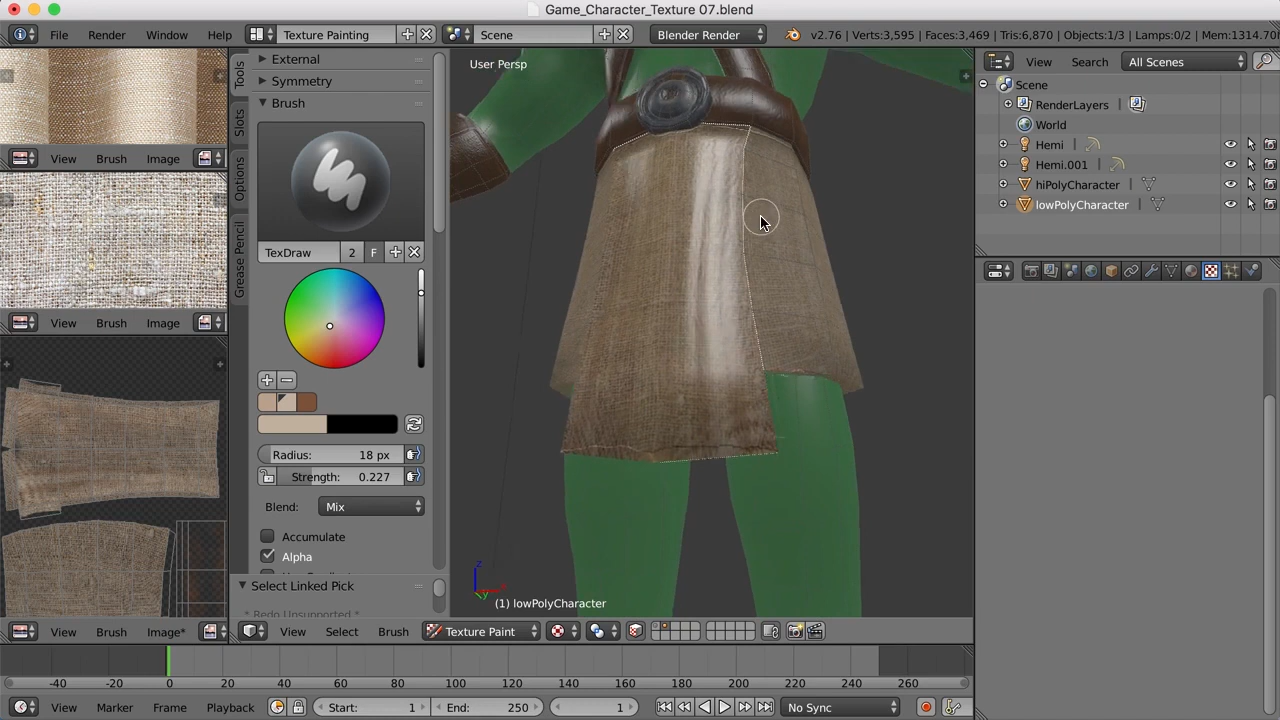 Game_Character_Texture 07.blend
File Render Window Help Texture Painting Scene Blender Render v2.76 | Verts:3,595 | Faces:3,469 | Tris:6,870 | Objects:1/3 | Lamps:0/2 | Mem:1314.70
View Brush Image
View Brush Image
View Brush Image*
Tools
Slots
Options
Grease Pencil
External
Symmetry
Brush
TexDraw 2 F
Radius: 18 px
Strength: 0.227
Blend: Mix
Accumulate
Alpha
Select Linked Pick
* Redo Unsupported *
User Persp
(1) lowPolyCharacter
View Select Brush Texture Paint
View Search All Scenes
Scene
RenderLayers
World
Hemi
Hemi.001
hiPolyCharacter
lowPolyCharacter
-40 -20 0 20 40 60 80 100 120 140 160 180 200 220 240 260
View Marker Frame Playback Start: 1 End: 250 1 No Sync